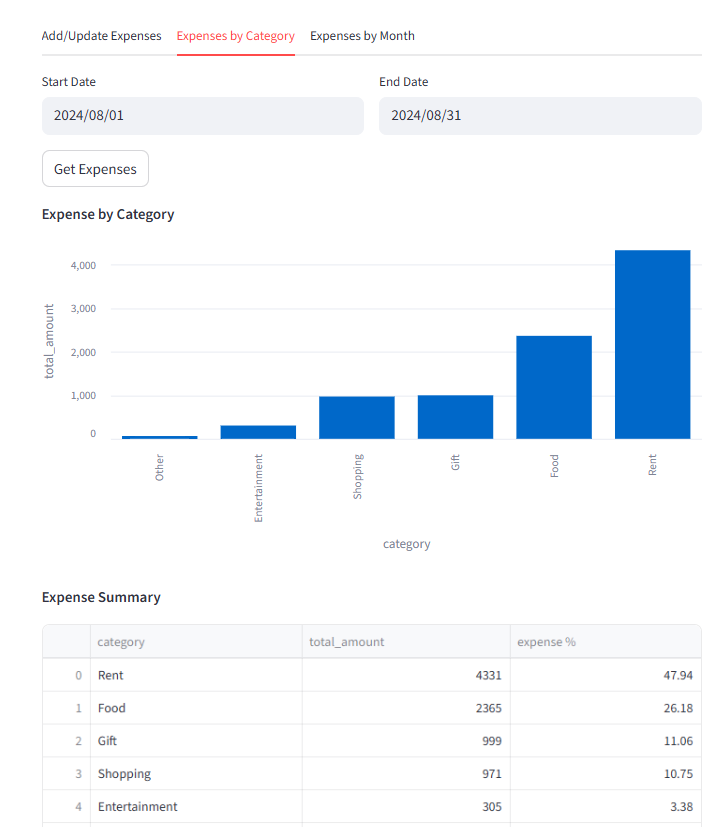 Add/Update Expenses Expenses by Category Expenses by Month
Start Date End Date
2024/08/01 2024/08/31
Get Expenses
Expense by Category
4,000
3,000
2,000
1,000
0
total_amount
Other Entertainment Shopping Gift Food Rent
category
Expense Summary
category total_amount expense %
0 Rent 4331 47.94
1 Food 2365 26.18
2 Gift 999 11.06
3 Shopping 971 10.75
4 Entertainment 305 3.38